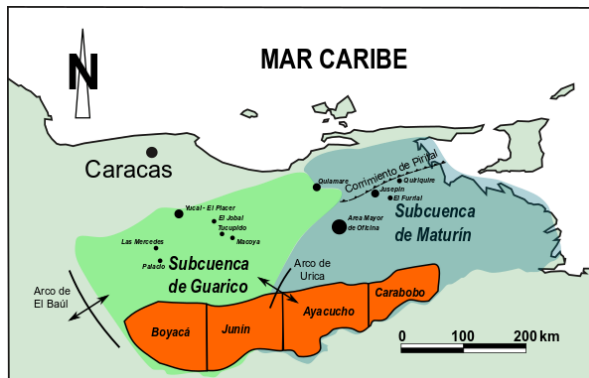 MAR CARIBE
N
Caracas
Corrimiento de Pirital
Quiamare
Quiriquire
Jusepin
El Furrial
Yucal - El Placer
El Jobal
Tucupido
Macoya
Area Mayor
de Oficina
Subcuenca
de Maturín
Las Mercedes
Palacio
Subcuenca
de Guarico
Arco de
Urica
Arco de
El Baúl
Boyacá
Junín
Ayacucho
Carabobo
0 100 200 km